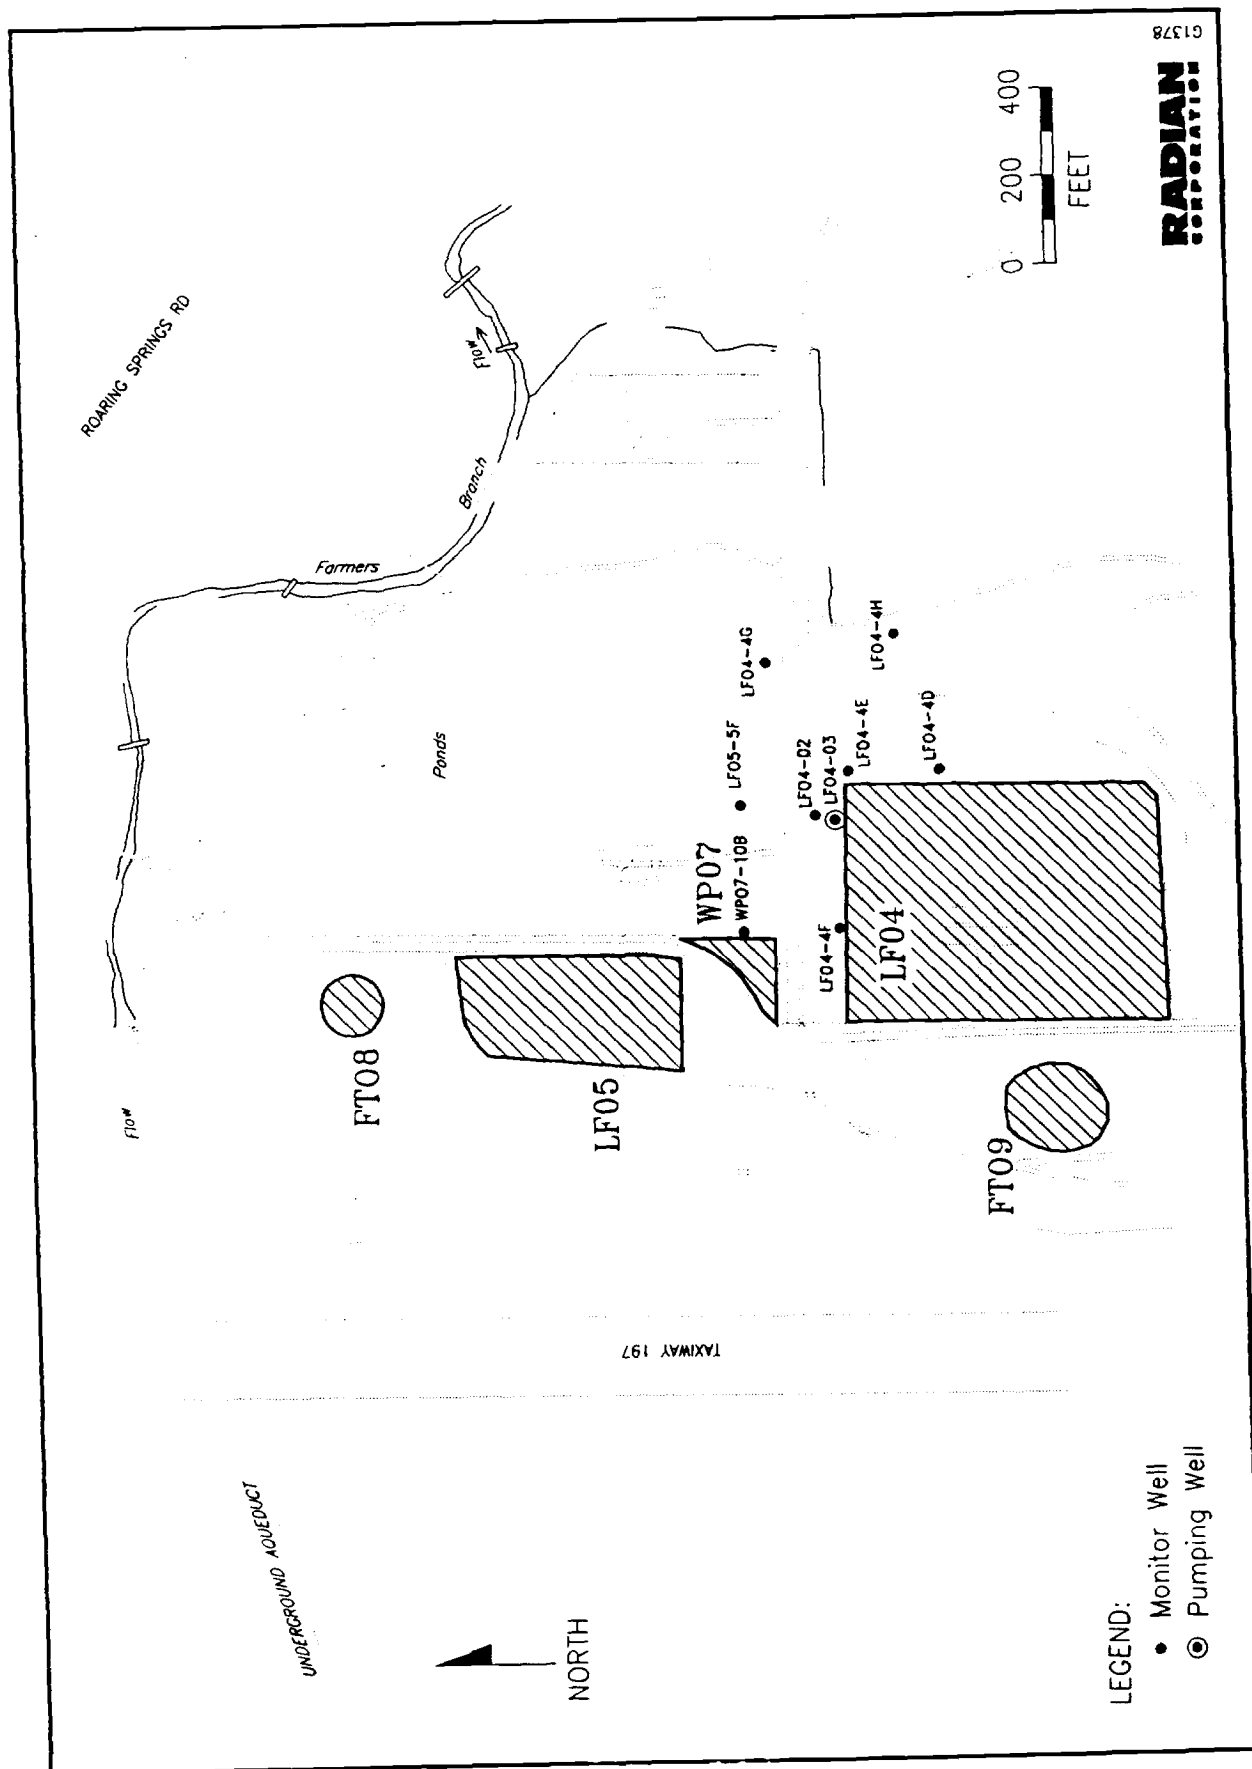 ROARING SPRINGS RD
Flow
Farmers
Branch
Flow
Ponds
UNDERGROUND AQUEDUCT
TAXIWAY 197
FT08
LF05
WP07
WP07-10B
LF05-5F
LF04-4G
LF04-02
LF04-03
LF04-4E
LF04-4H
LF04-4D
LF04-4F
LF04
FT09
NORTH
LEGEND:
Monitor Well
Pumping Well
0 200 400
FEET
G1378
RADIAN
CORPORATION